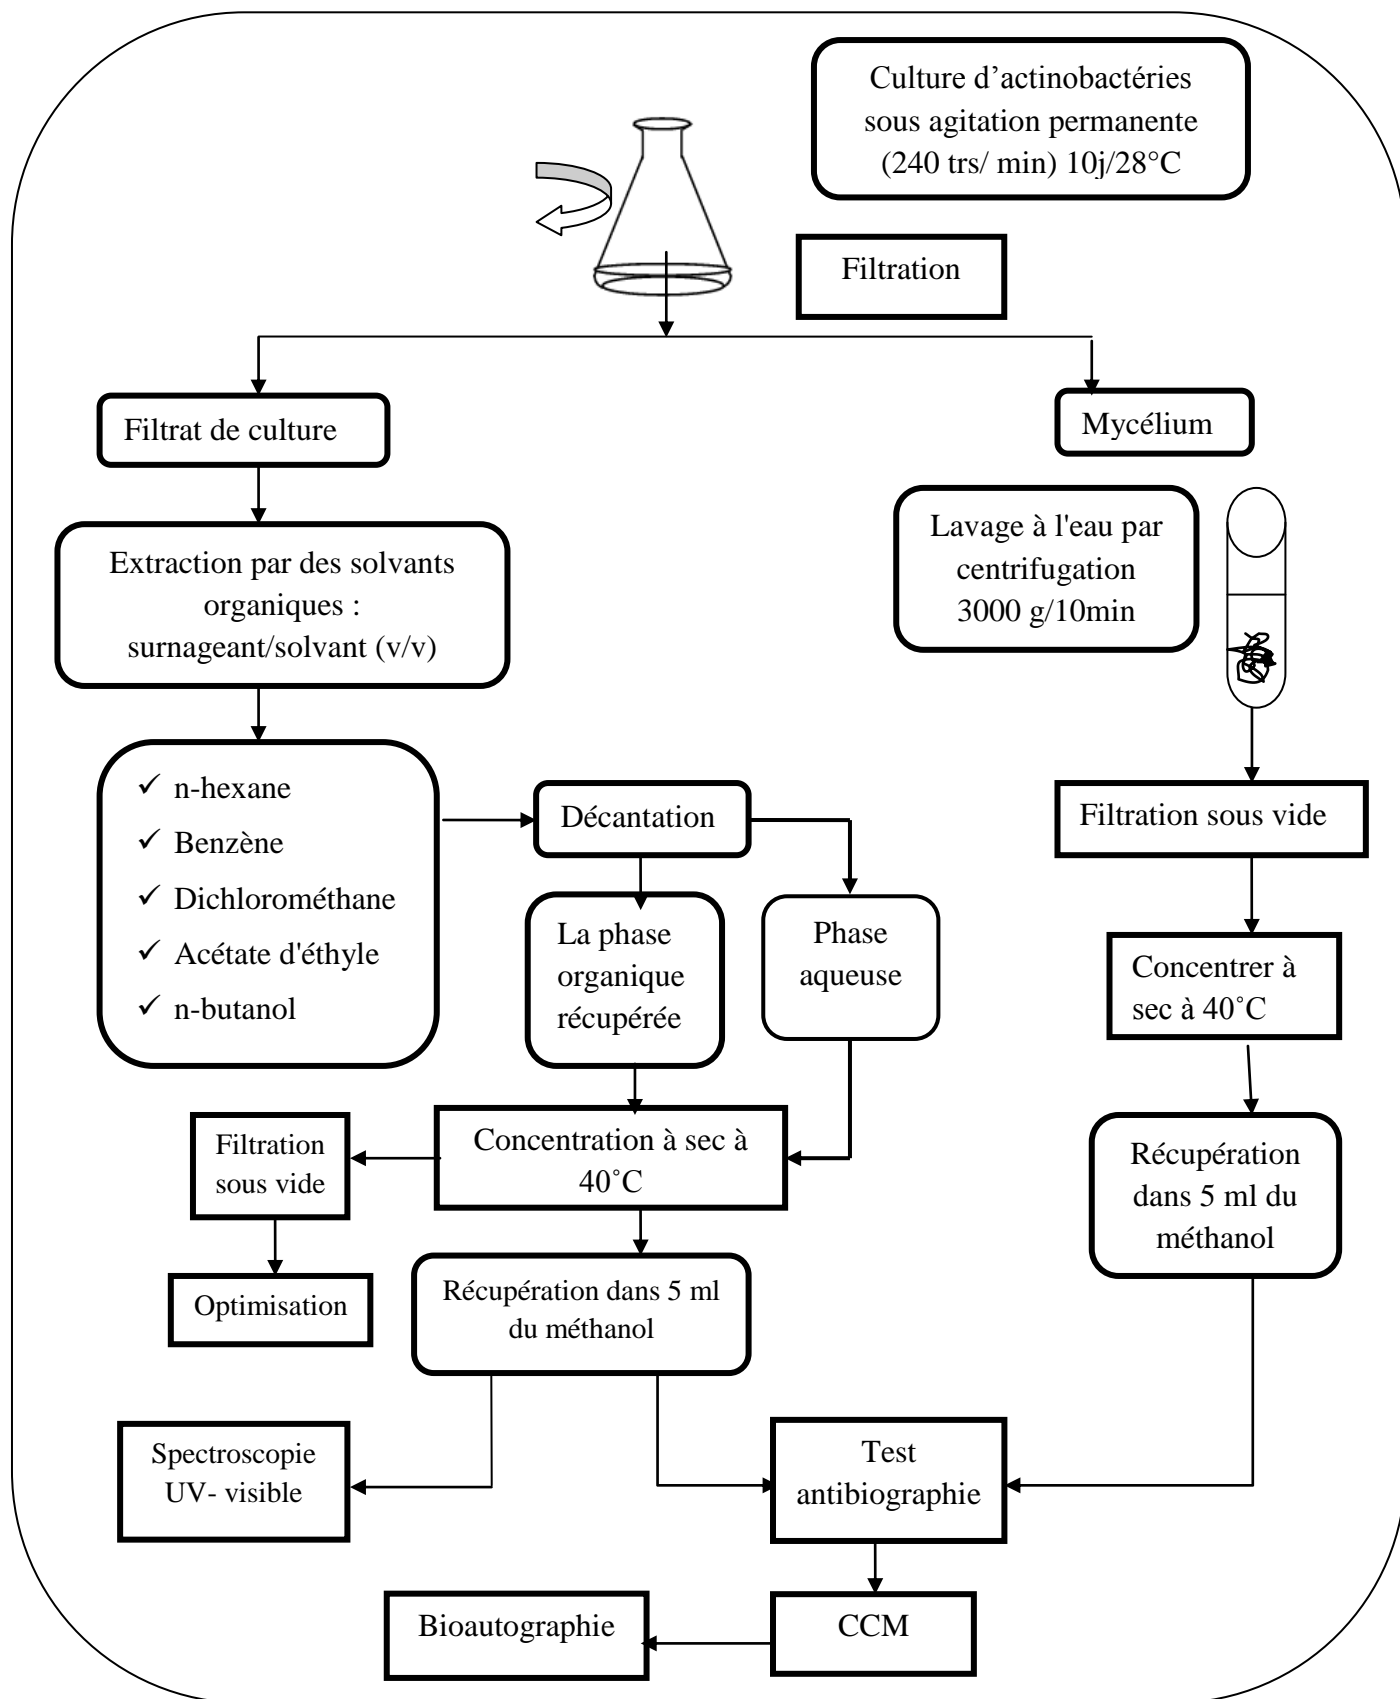 Culture d’actinobactéries
sous agitation permanente
(240 trs/ min) 10j/28°C
Filtration
Filtrat de culture
Mycélium
Extraction par des solvants
organiques :
surnageant/solvant (v/v)
Lavage à l'eau par
centrifugation
3000 g/10min
✓ n-hexane
✓ Benzène
✓ Dichlorométhane
✓ Acétate d'éthyle
✓ n-butanol
Décantation
Filtration sous vide
La phase
organique
récupérée
Phase
aqueuse
Concentrer à
sec à 40˚C
Filtration
sous vide
Concentration à sec à
40˚C
Récupération
dans 5 ml du
méthanol
Optimisation
Récupération dans 5 ml
du méthanol
Spectroscopie
UV- visible
Test
antibiographie
Bioautographie
CCM